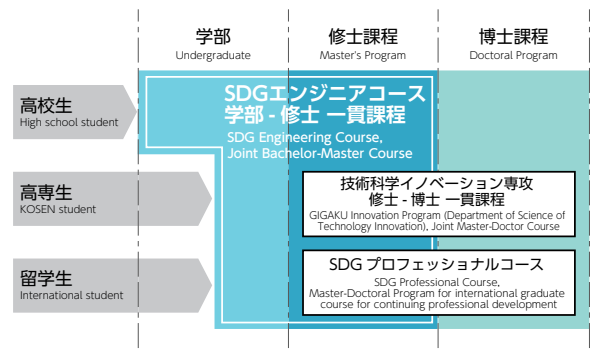 学部
Undergraduate
修士課程
Master's Program
博士課程
Doctoral Program
高校生
High school student
SDGエンジニアコース
学部 - 修士 一貫課程
SDG Engineering Course,
Joint Bachelor-Master Course
高専生
KOSEN student
技術科学イノベーション専攻
修士 - 博士 一貫課程
GIGAKU Innovation Program (Department of Science of
Technology Innovation), Joint Master-Doctor Course
留学生
International student
SDG プロフェッショナルコース
SDG Professional Course,
Master-Doctoral Program for international graduate
course for continuing professional development